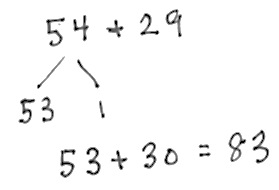 54 + 29
53 1
53 + 30 = 83